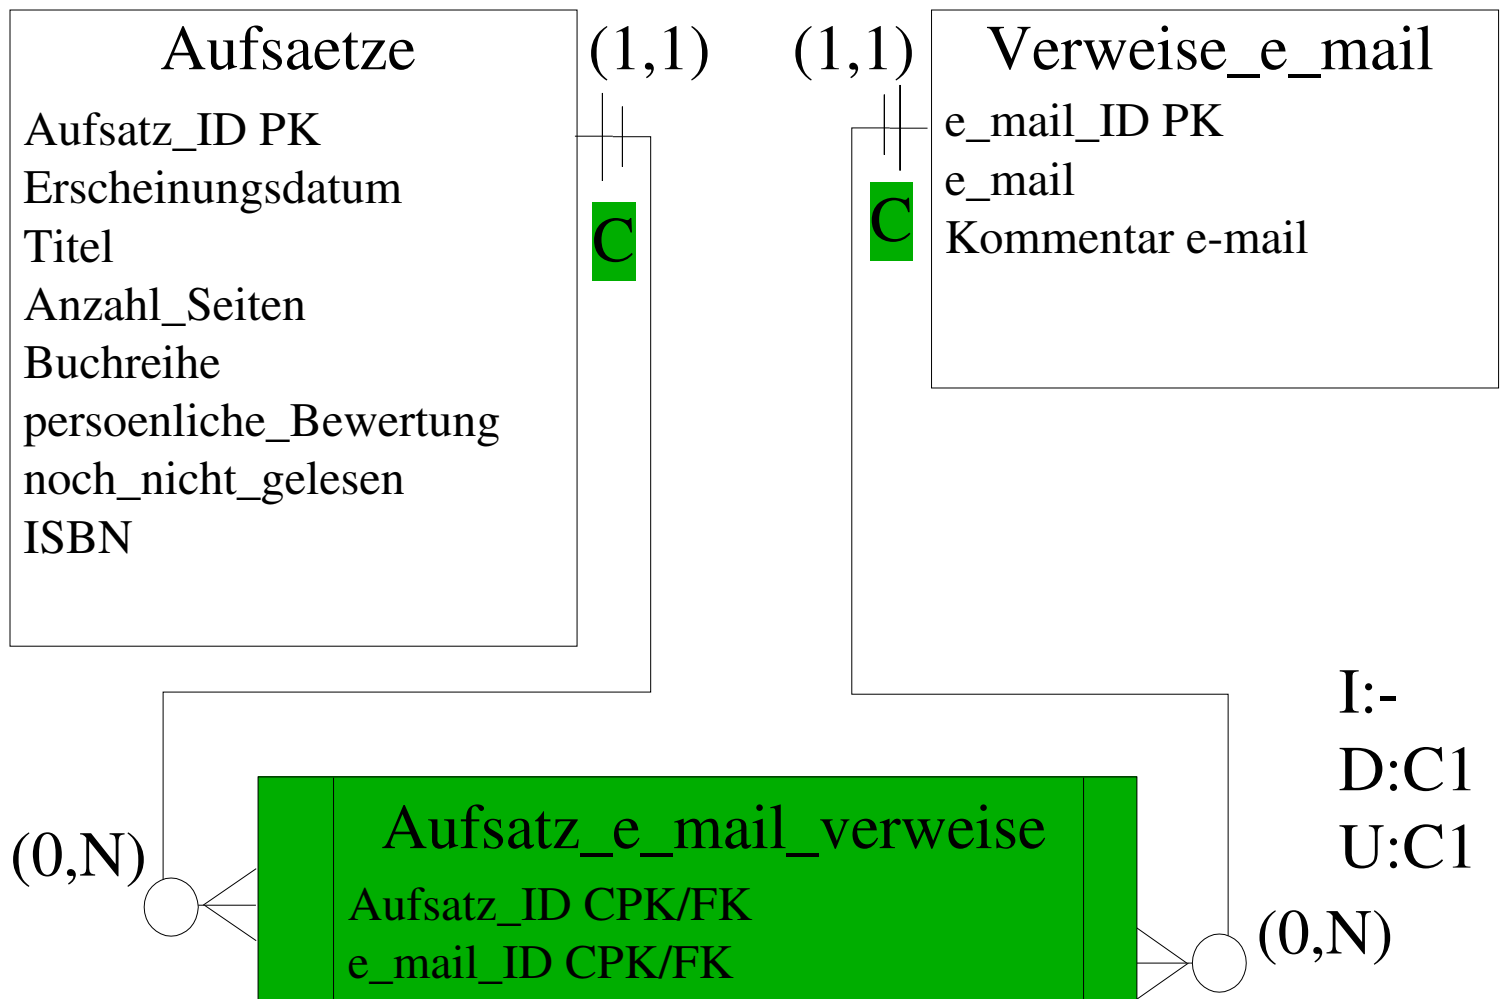 Aufsaetze
Aufsatz_ID PK
Erscheinungsdatum
Titel
Anzahl_Seiten
Buchreihe
persoenliche_Bewertung
noch_nicht_gelesen
ISBN
(1,1)
C
(1,1)
C
Verweise_e_mail
e_mail_ID PK
e_mail
Kommentar e-mail
I:-
D:C1
U:C1
(0,N)
Aufsatz_e_mail_verweise
Aufsatz_ID CPK/FK
e_mail_ID CPK/FK
(0,N)